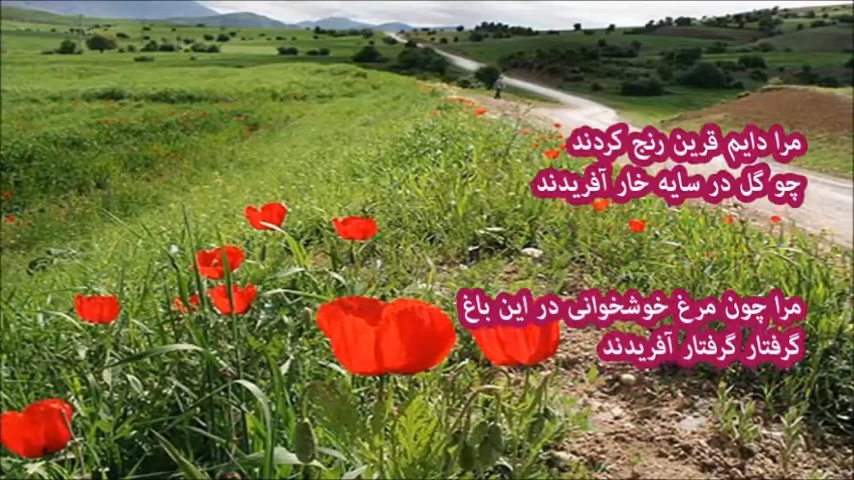 مرا دایم قرین رنج کردند
چو گل در سایه خار آفریدند
مرا چون مرغ خوشخوانی در این باغ
گرفتار گرفتار آفریدند